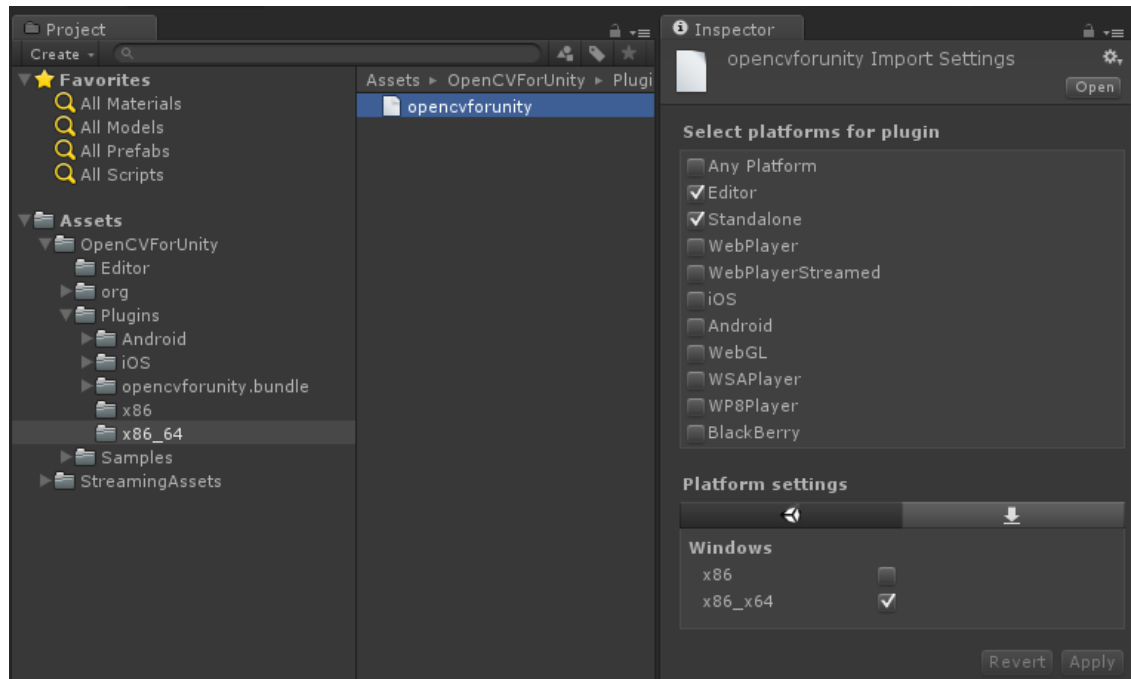 Project
Create
Favorites
All Materials
All Models
All Prefabs
All Scripts
Assets
OpenCVForUnity
Editor
org
Plugins
Android
iOS
opencvforunity.bundle
x86
x86_64
Samples
StreamingAssets
Assets ▸ OpenCVForUnity ▸ Plugi
opencvforunity
Inspector
opencvforunity Import Settings
Open
Select platforms for plugin
Any Platform
Editor
Standalone
WebPlayer
WebPlayerStreamed
iOS
Android
WebGL
WSAPlayer
WP8Player
BlackBerry
Platform settings
Windows
x86
x86_x64
Revert Apply